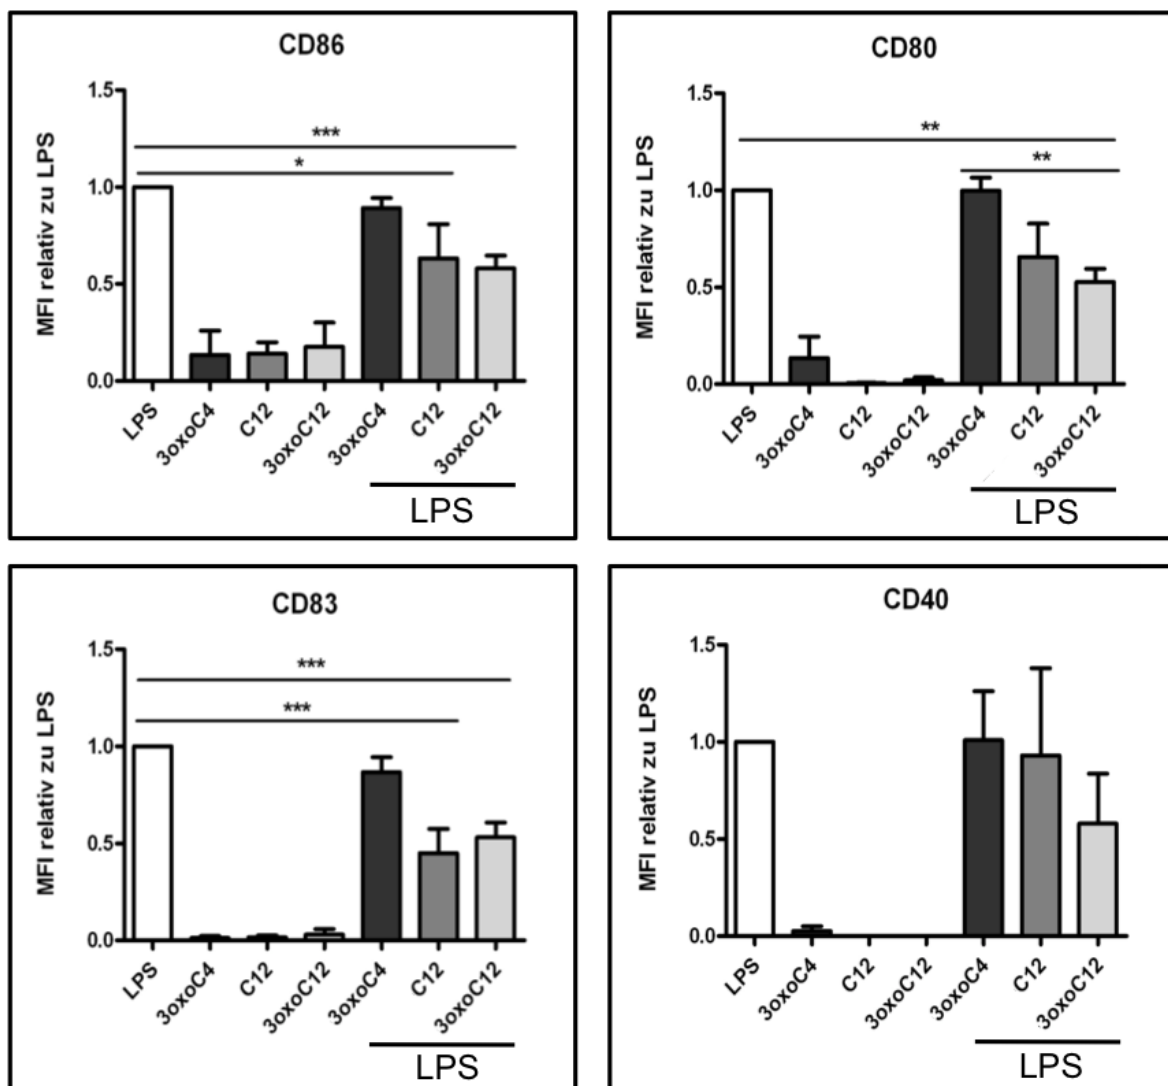 CD86
MFI relativ zu LPS
1.5
1.0
0.5
0.0
***
*
LPS
3oxoC4
C12
3oxoC12
3oxoC4
C12
3oxoC12
LPS
CD80
MFI relativ zu LPS
1.5
1.0
0.5
0.0
**
**
LPS
3oxoC4
C12
3oxoC12
3oxoC4
C12
3oxoC12
LPS
CD83
MFI relativ zu LPS
1.5
1.0
0.5
0.0
***
***
LPS
3oxoC4
C12
3oxoC12
3oxoC4
C12
3oxoC12
LPS
CD40
MFI relativ zu LPS
1.5
1.0
0.5
0.0
LPS
3oxoC4
C12
3oxoC12
3oxoC4
C12
3oxoC12
LPS